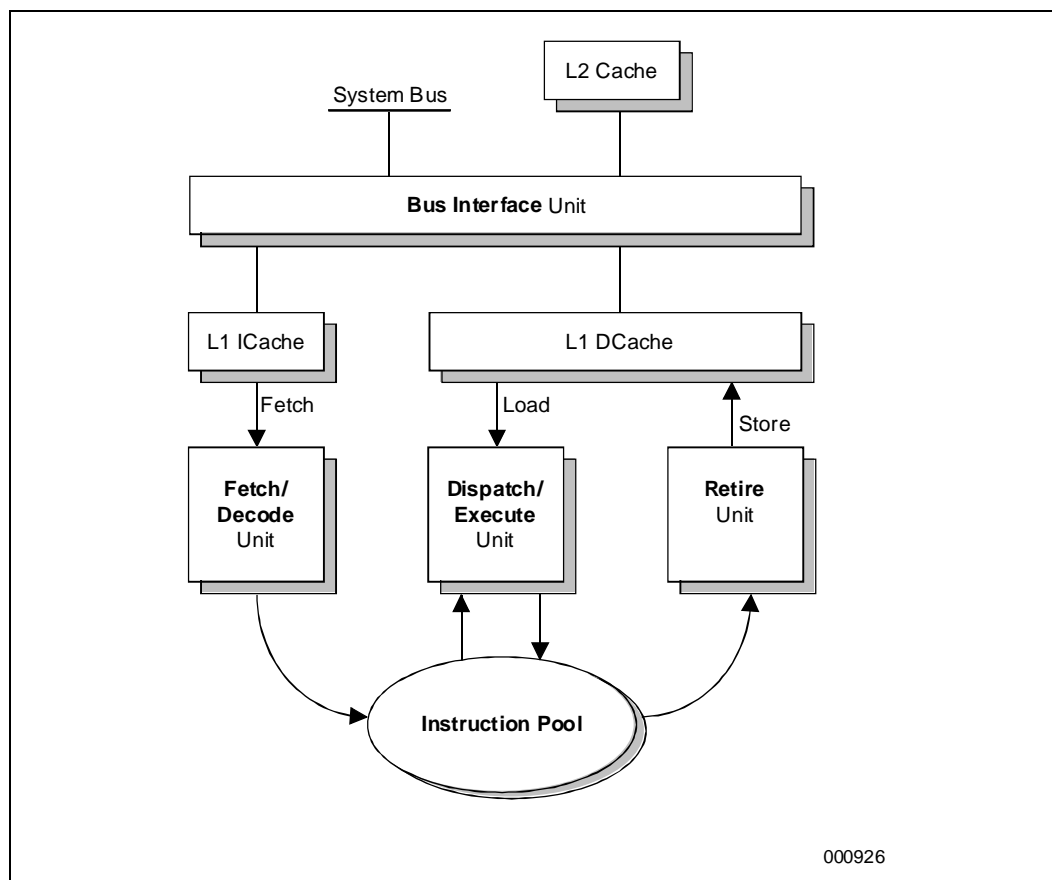 L2 Cache
System Bus
Bus Interface Unit
L1 ICache
L1 DCache
Fetch
Load
Store
Fetch/
Decode
Unit
Dispatch/
Execute
Unit
Retire
Unit
Instruction Pool
000926